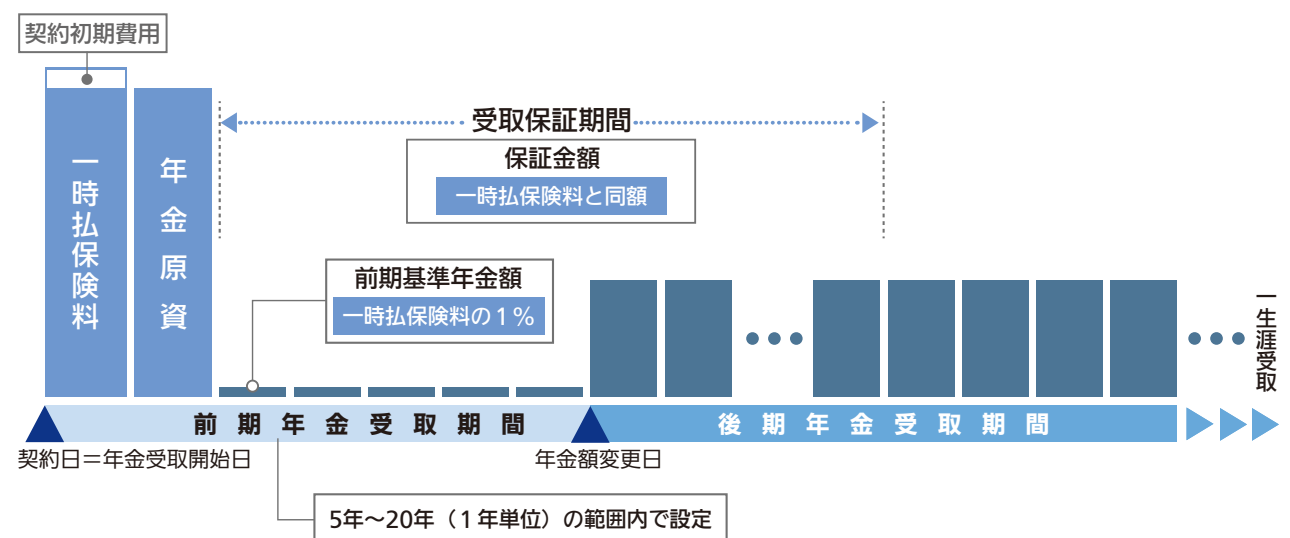 契約初期費用
一時払保険料
年金原資
受取保証期間
保証金額
一時払保険料と同額
前期基準年金額
一時払保険料の1%
一生涯受取
前期年金受取期間
後期年金受取期間
契約日=年金受取開始日
年金額変更日
5年~20年(1年単位)の範囲内で設定